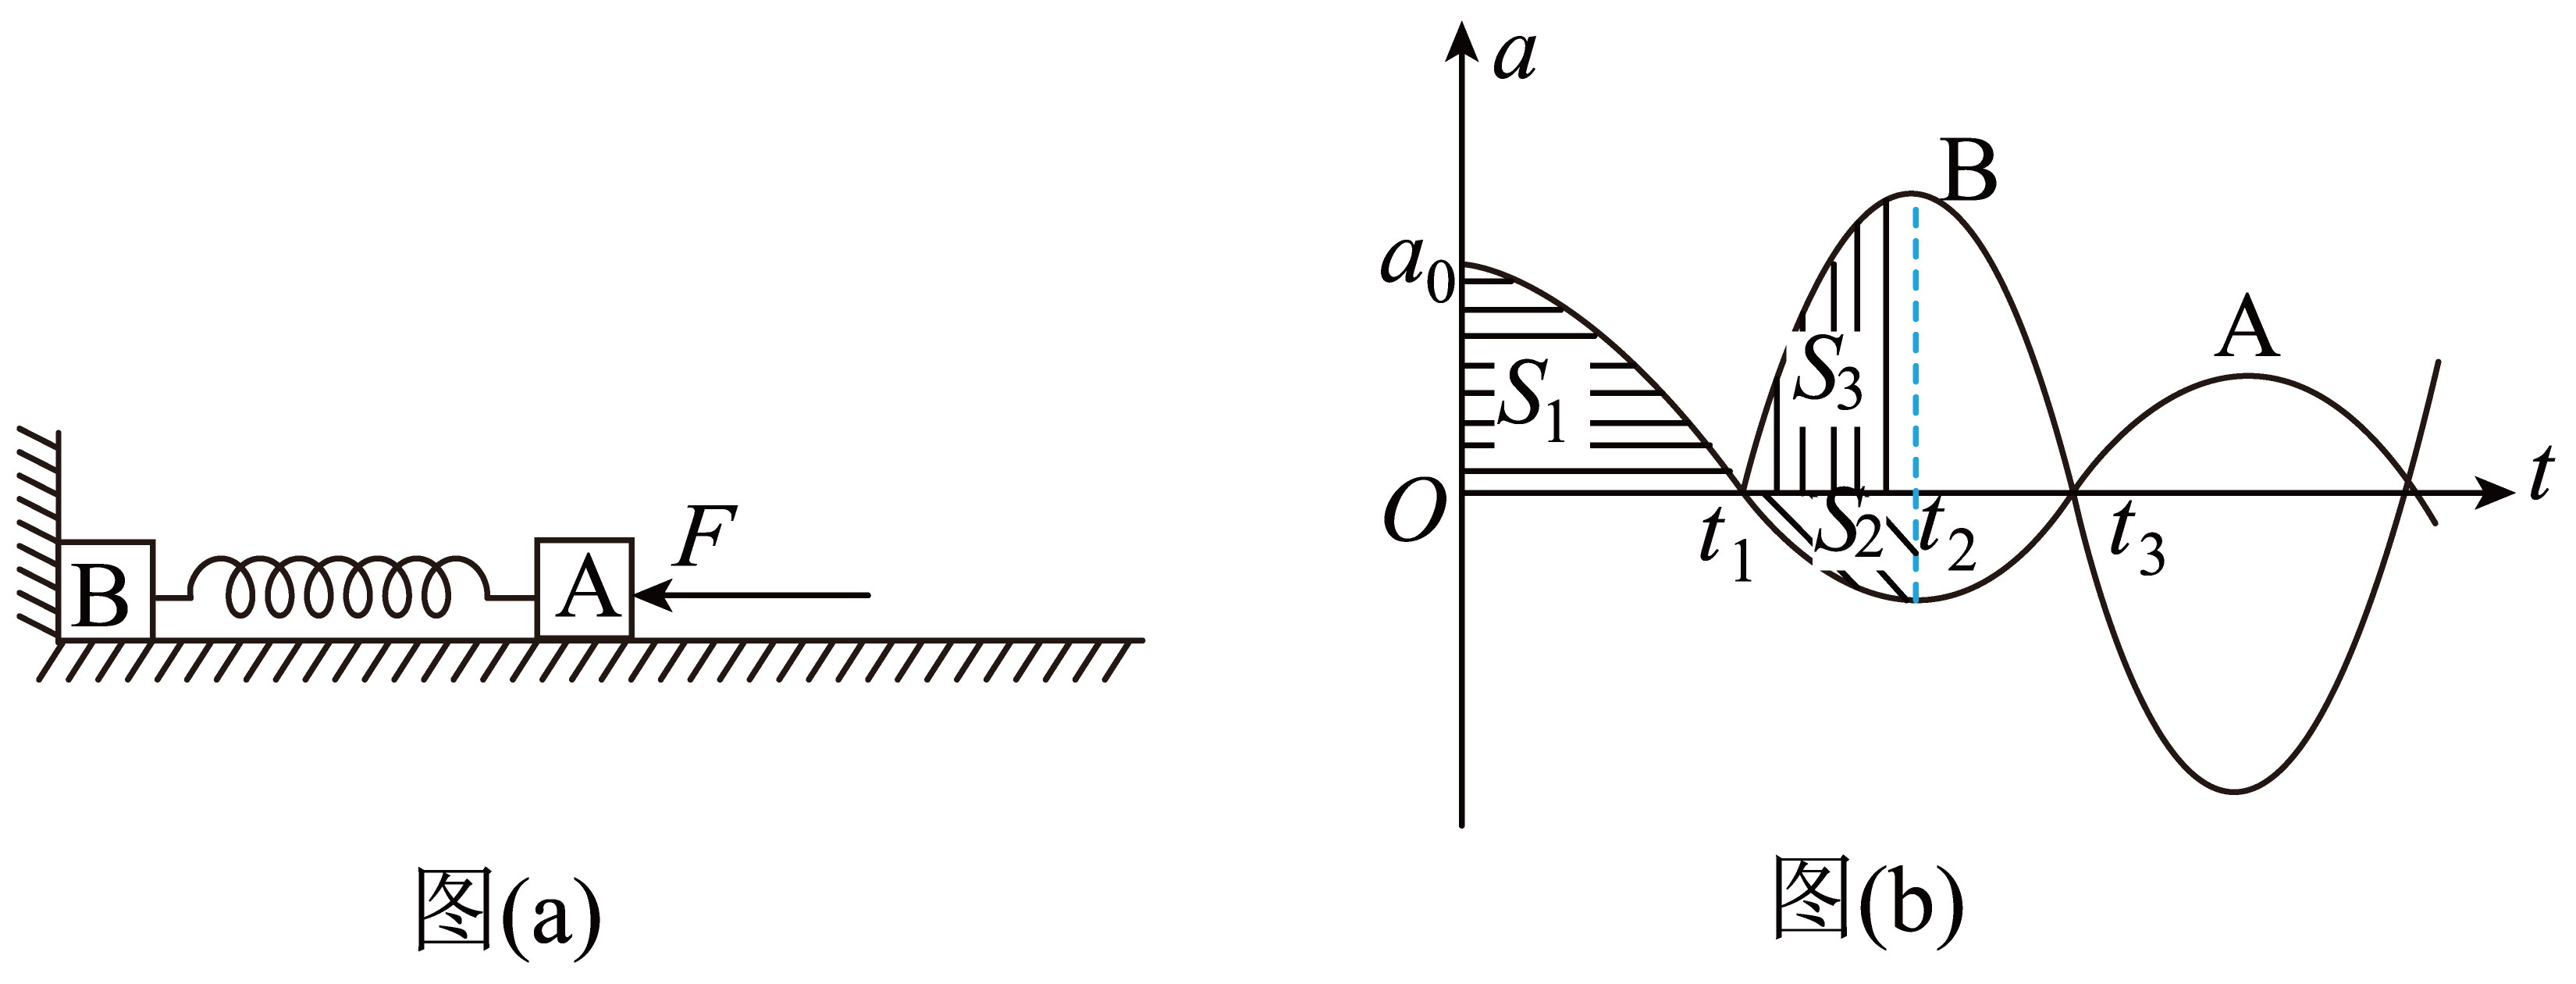 B
A
F
图(a)
a
a₀
O
S₁
S₂
S₃
t₁
t₂
t₃
B
A
t
图(b)